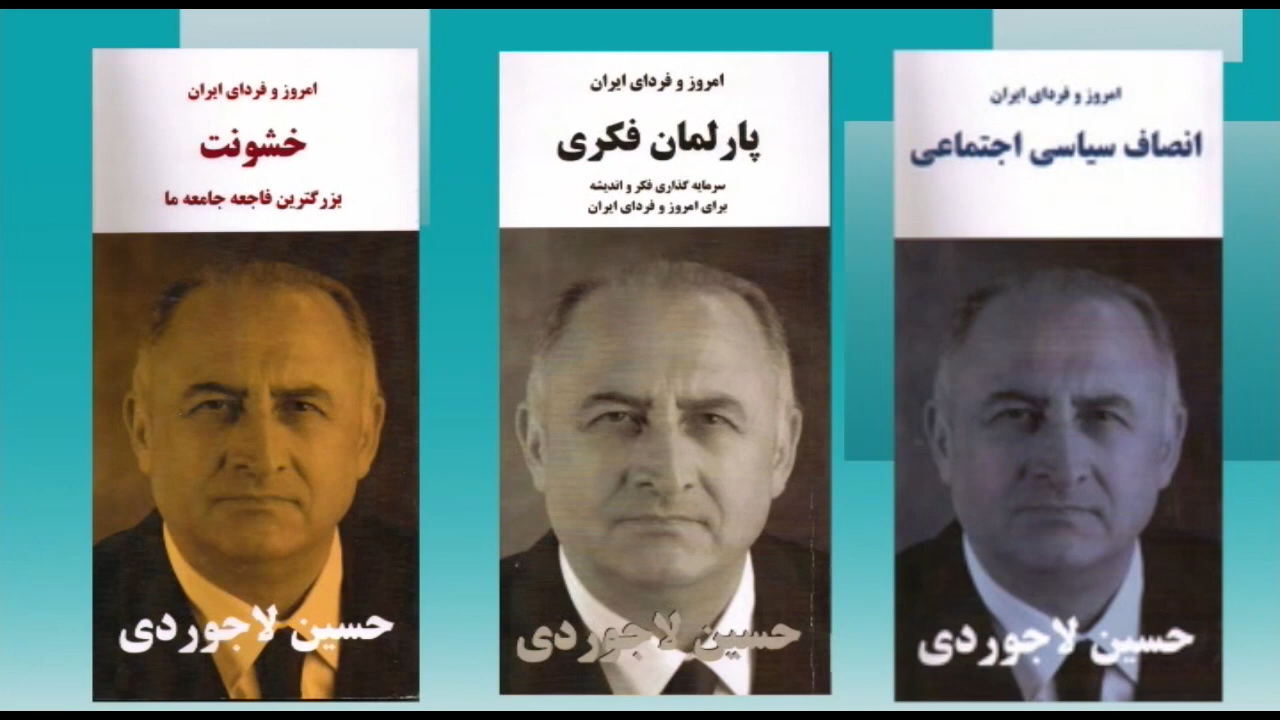 امروز و فردای ایران
انصاف سیاسی اجتماعی
حسین لاجوردی
امروز و فردای ایران
پارلمان فکری
سرمایه گذاری فکر و اندیشه
برای امروز و فردای ایران
حسین لاجوردی
امروز و فردای ایران
خشونت
بزرگترین فاجعه جامعه ما
حسین لاجوردی